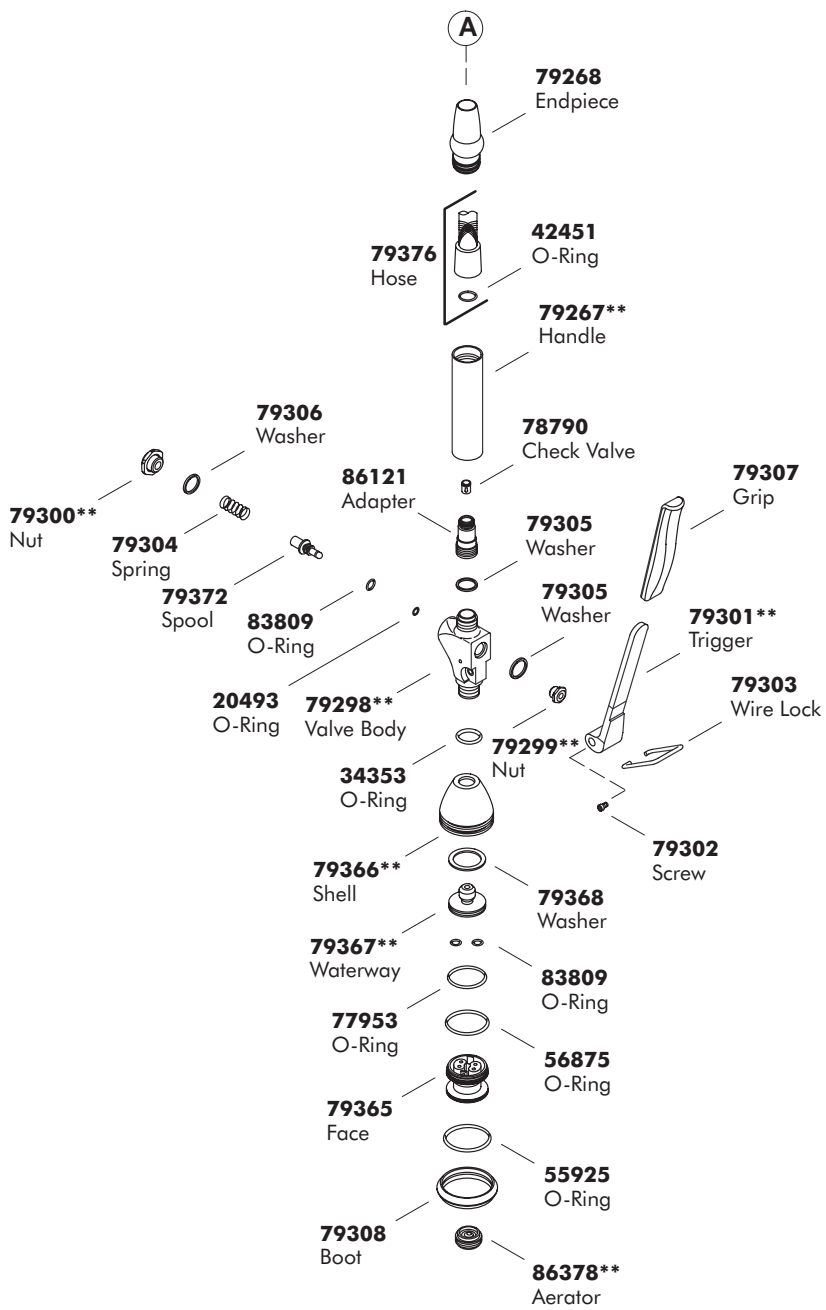 A
79268
Endpiece
42451
O-Ring
79376
Hose
79267**
Handle
79306
Washer
78790
Check Valve
86121
Adapter
79307
Grip
79300**
Nut
79304
Spring
79305
Washer
79372
Spool
83809
O-Ring
79305
Washer
79301**
Trigger
20493
O-Ring
79298**
Valve Body
79303
Wire Lock
79299**
Nut
34353
O-Ring
79302
Screw
79366**
Shell
79368
Washer
79367**
Waterway
83809
O-Ring
77953
O-Ring
56875
O-Ring
79365
Face
55925
O-Ring
79308
Boot
86378**
Aerator